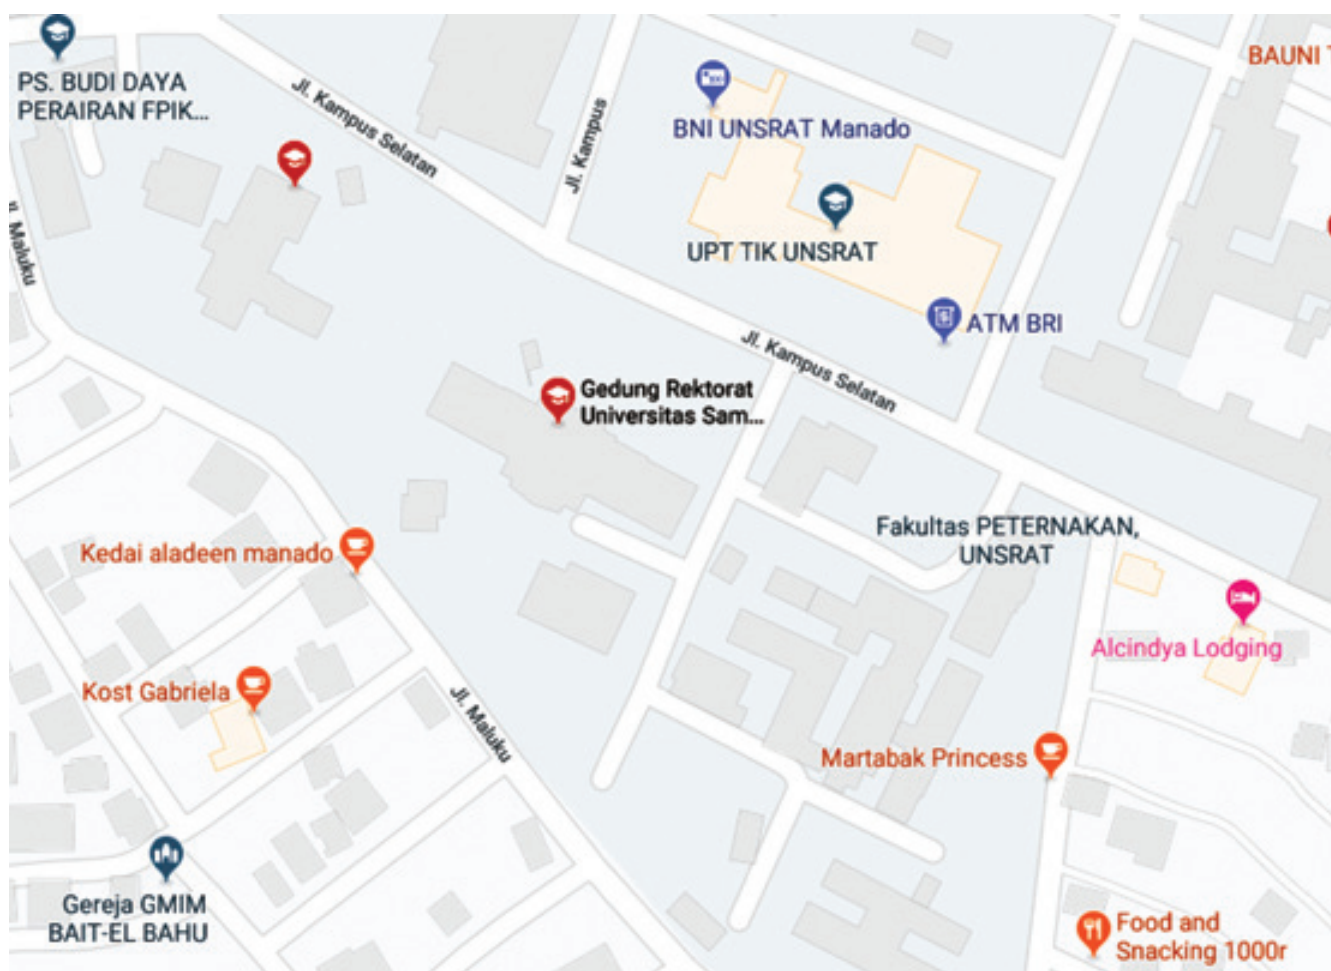 PS. BUDI DAYA
PERAIRAN FPIK...
Jl. Kampus Selatan
Jl. Kampus
BNI UNSRAT Manado
BAUNI
UPT TIK UNSRAT
Maluku
ATM BRI
Jl. Kampus Selatan
Gedung Rektorat
Universitas Sam...
Fakultas PETERNAKAN,
UNSRAT
Kedai aladeen manado
Alcindya Lodging
Kost Gabriela
Jl. Maluku
Martabak Princess
Gereja GMIM
BAIT-EL BAHU
Food and
Snacking 1000r